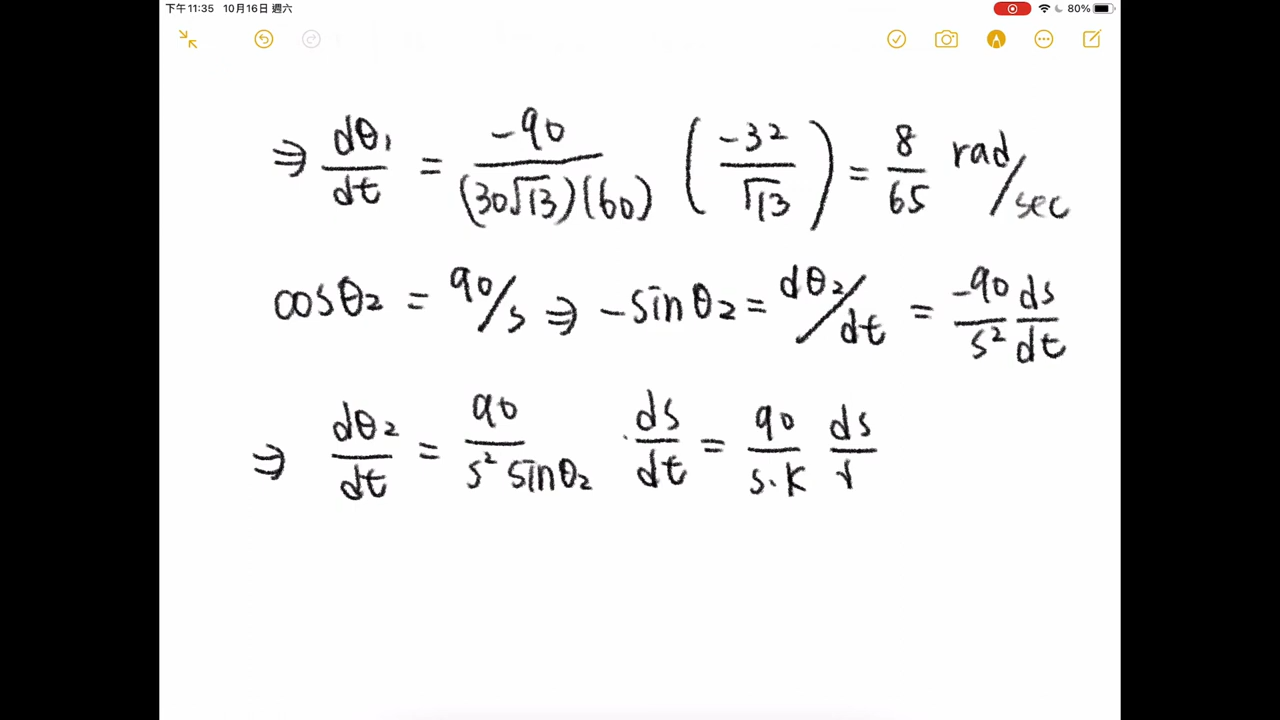 下午11:35 10月16日 週六 80%
⇒ dθ₁/dt = -90/((30√13)(60)) (-32/√13) = 8/65 rad/sec
cosθ₂ = 90/s ⇒ -sinθ₂ = dθ₂/dt = -90/s² ds/dt
⇒ dθ₂/dt = 90/(s² sinθ₂) · ds/dt = 90/(s·k) ds/